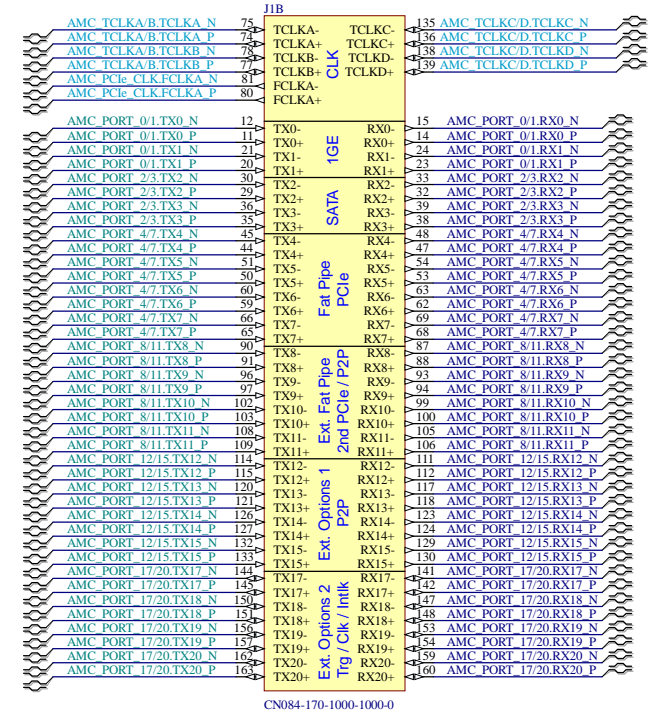 J1B
AMC_TCLKA/B.TCLKA_N 75 TCLKA- TCLKC- 135 AMC_TCLKC/D.TCLKC_N
AMC_TCLKA/B.TCLKA_P 74 TCLKA+ TCLKC+ 136 AMC_TCLKC/D.TCLKC_P
AMC_TCLKA/B.TCLKB_N 78 TCLKB- TCLKD- 138 AMC_TCLKC/D.TCLKD_N
AMC_TCLKA/B.TCLKB_P 77 TCLKB+ TCLKD+ 139 AMC_TCLKC/D.TCLKD_P
AMC_PCIe_CLK.FCLKA_N 81 FCLKA-
AMC_PCIe_CLK.FCLKA_P 80 FCLKA+
CLK
AMC_PORT_0/1.TX0_N 12 TX0- RX0- 15 AMC_PORT_0/1.RX0_N
AMC_PORT_0/1.TX0_P 11 TX0+ RX0+ 14 AMC_PORT_0/1.RX0_P
AMC_PORT_0/1.TX1_N 21 TX1- RX1- 24 AMC_PORT_0/1.RX1_N
AMC_PORT_0/1.TX1_P 20 TX1+ RX1+ 23 AMC_PORT_0/1.RX1_P
1GE
AMC_PORT_2/3.TX2_N 30 TX2- RX2- 33 AMC_PORT_2/3.RX2_N
AMC_PORT_2/3.TX2_P 29 TX2+ RX2+ 32 AMC_PORT_2/3.RX2_P
AMC_PORT_2/3.TX3_N 36 TX3- RX3- 39 AMC_PORT_2/3.RX3_N
AMC_PORT_2/3.TX3_P 35 TX3+ RX3+ 38 AMC_PORT_2/3.RX3_P
SATA
AMC_PORT_4/7.TX4_N 45 TX4- RX4- 48 AMC_PORT_4/7.RX4_N
AMC_PORT_4/7.TX4_P 44 TX4+ RX4+ 47 AMC_PORT_4/7.RX4_P
AMC_PORT_4/7.TX5_N 51 TX5- RX5- 54 AMC_PORT_4/7.RX5_N
AMC_PORT_4/7.TX5_P 50 TX5+ RX5+ 53 AMC_PORT_4/7.RX5_P
AMC_PORT_4/7.TX6_N 60 TX6- RX6- 63 AMC_PORT_4/7.RX6_N
AMC_PORT_4/7.TX6_P 59 TX6+ RX6+ 62 AMC_PORT_4/7.RX6_P
AMC_PORT_4/7.TX7_N 66 TX7- RX7- 69 AMC_PORT_4/7.RX7_N
AMC_PORT_4/7.TX7_P 65 TX7+ RX7+ 68 AMC_PORT_4/7.RX7_P
Fat Pipe
PCIe
AMC_PORT_8/11.TX8_N 90 TX8- RX8- 87 AMC_PORT_8/11.RX8_N
AMC_PORT_8/11.TX8_P 91 TX8+ RX8+ 88 AMC_PORT_8/11.RX8_P
AMC_PORT_8/11.TX9_N 96 TX9- RX9- 93 AMC_PORT_8/11.RX9_N
AMC_PORT_8/11.TX9_P 97 TX9+ RX9+ 94 AMC_PORT_8/11.RX9_P
AMC_PORT_8/11.TX10_N 102 TX10- RX10- 99 AMC_PORT_8/11.RX10_N
AMC_PORT_8/11.TX10_P 103 TX10+ RX10+ 100 AMC_PORT_8/11.RX10_P
AMC_PORT_8/11.TX11_N 108 TX11- RX11- 105 AMC_PORT_8/11.RX11_N
AMC_PORT_8/11.TX11_P 109 TX11+ RX11+ 106 AMC_PORT_8/11.RX11_P
Ext. Fat Pipe
2nd PCIe / P2P
AMC_PORT_12/15.TX12_N 114 TX12- RX12- 111 AMC_PORT_12/15.RX12_N
AMC_PORT_12/15.TX12_P 115 TX12+ RX12+ 112 AMC_PORT_12/15.RX12_P
AMC_PORT_12/15.TX13_N 120 TX13- RX13- 117 AMC_PORT_12/15.RX13_N
AMC_PORT_12/15.TX13_P 121 TX13+ RX13+ 118 AMC_PORT_12/15.RX13_P
AMC_PORT_12/15.TX14_N 126 TX14- RX14- 123 AMC_PORT_12/15.RX14_N
AMC_PORT_12/15.TX14_P 127 TX14+ RX14+ 124 AMC_PORT_12/15.RX14_P
AMC_PORT_12/15.TX15_N 132 TX15- RX15- 129 AMC_PORT_12/15.RX15_N
AMC_PORT_12/15.TX15_P 133 TX15+ RX15+ 130 AMC_PORT_12/15.RX15_P
Ext. Options 1
P2P
AMC_PORT_17/20.TX17_N 144 TX17- RX17- 141 AMC_PORT_17/20.RX17_N
AMC_PORT_17/20.TX17_P 145 TX17+ RX17+ 142 AMC_PORT_17/20.RX17_P
AMC_PORT_17/20.TX18_N 150 TX18- RX18- 147 AMC_PORT_17/20.RX18_N
AMC_PORT_17/20.TX18_P 151 TX18+ RX18+ 148 AMC_PORT_17/20.RX18_P
AMC_PORT_17/20.TX19_N 156 TX19- RX19- 153 AMC_PORT_17/20.RX19_N
AMC_PORT_17/20.TX19_P 157 TX19+ RX19+ 154 AMC_PORT_17/20.RX19_P
AMC_PORT_17/20.TX20_N 162 TX20- RX20- 159 AMC_PORT_17/20.RX20_N
AMC_PORT_17/20.TX20_P 163 TX20+ RX20+ 160 AMC_PORT_17/20.RX20_P
Ext. Options 2
Trg / Clk / Intlk
CN084-170-1000-1000-0